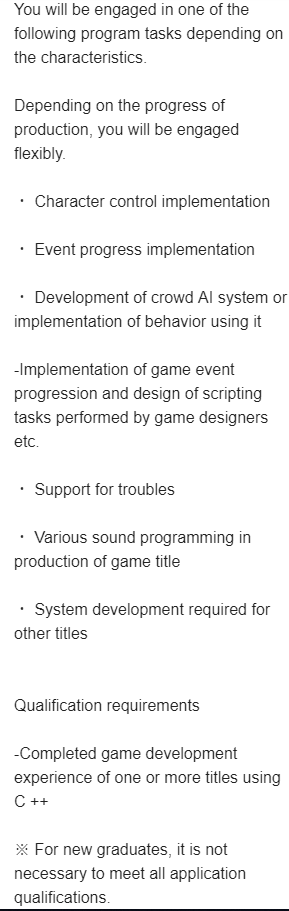 You will be engaged in one of the
following program tasks depending on
the characteristics.
Depending on the progress of
production, you will be engaged
flexibly.
・ Character control implementation
・ Event progress implementation
・ Development of crowd AI system or
implementation of behavior using it
-Implementation of game event
progression and design of scripting
tasks performed by game designers
etc.
・ Support for troubles
・ Various sound programming in
production of game title
・ System development required for
other titles
Qualification requirements
-Completed game development
experience of one or more titles using
C ++
※ For new graduates, it is not
necessary to meet all application
qualifications.